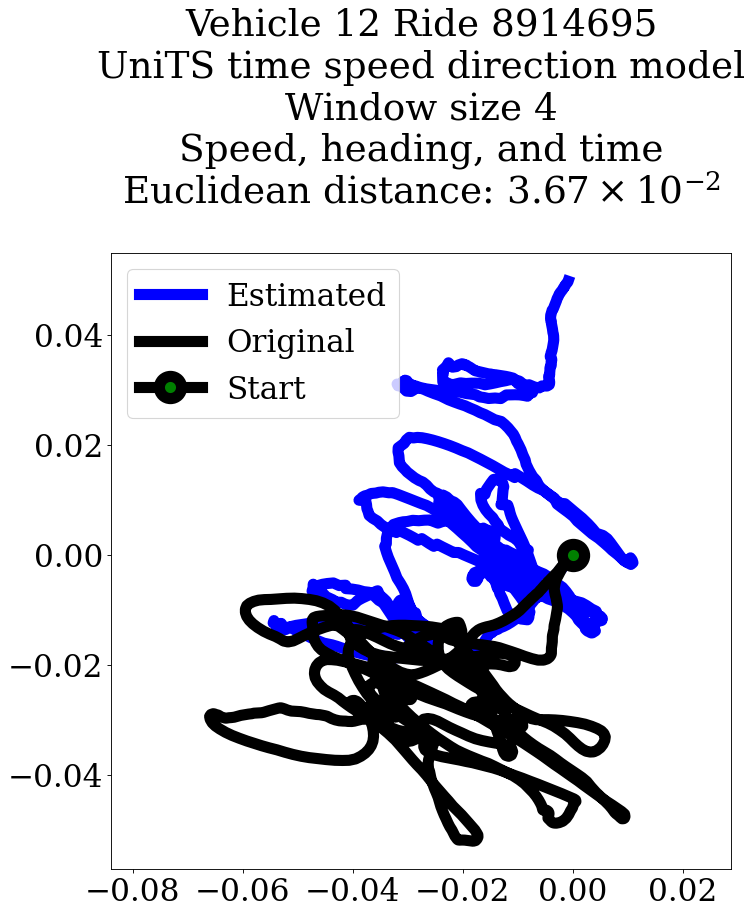 Vehicle 12 Ride 8914695
UniTS time speed direction model
Window size 4
Speed, heading, and time
Euclidean distance: 3.67 × 10⁻²
Estimated
Original
Start
0.04
0.02
0.00
−0.02
−0.04
−0.08 −0.06 −0.04 −0.02 0.00 0.02